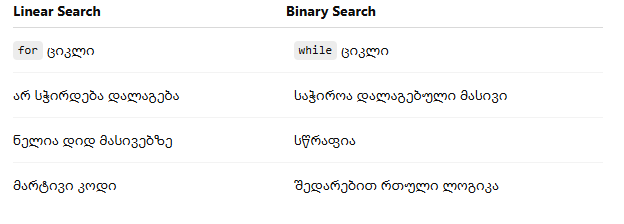 Linear Search Binary Search
for ციკლი while ციკლი
არ სჭირდება დალაგება საჭიროა დალაგებული მასივი
ნელია დიდ მასივებზე სწრაფია
მარტივი კოდი შედარებით რთული ლოგიკა